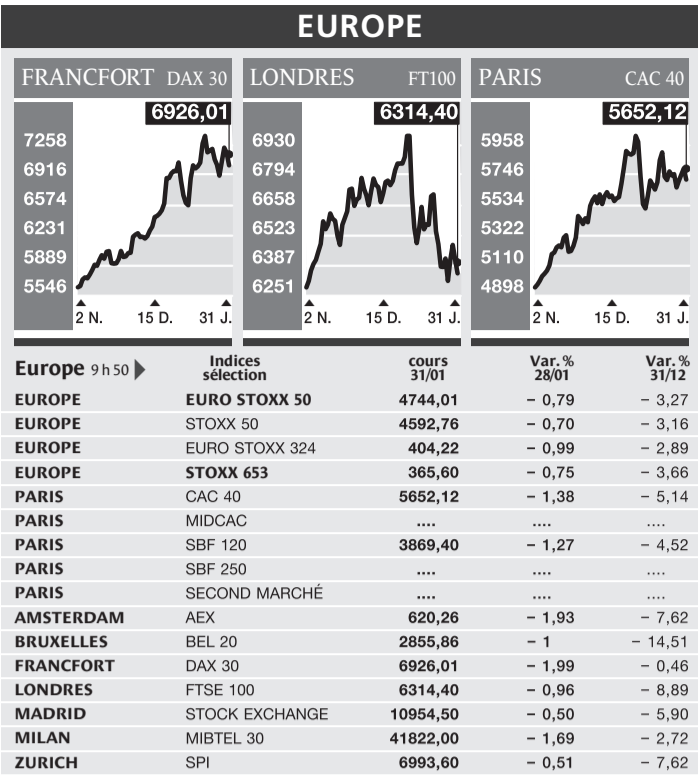 EUROPE
FRANCFORT DAX 30
6926,01
7258
6916
6574
6231
5889
5546
2 N. 15 D. 31 J.
LONDRES FT100
6314,40
6930
6794
6658
6523
6387
6251
2 N. 15 D. 31 J.
PARIS CAC 40
5652,12
5958
5746
5534
5322
5110
4898
2 N. 15 D. 31 J.
Europe 9 h 50 Indices sélection cours 31/01 Var. % 28/01 Var. % 31/12
EUROPE EURO STOXX 50 4744,01 – 0,79 – 3,27
EUROPE STOXX 50 4592,76 – 0,70 – 3,16
EUROPE EURO STOXX 324 404,22 – 0,99 – 2,89
EUROPE STOXX 653 365,60 – 0,75 – 3,66
PARIS CAC 40 5652,12 – 1,38 – 5,14
PARIS MIDCAC .... .... ....
PARIS SBF 120 3869,40 – 1,27 – 4,52
PARIS SBF 250 .... .... ....
PARIS SECOND MARCHÉ .... .... ....
AMSTERDAM AEX 620,26 – 1,93 – 7,62
BRUXELLES BEL 20 2855,86 – 1 – 14,51
FRANCFORT DAX 30 6926,01 – 1,99 – 0,46
LONDRES FTSE 100 6314,40 – 0,96 – 8,89
MADRID STOCK EXCHANGE 10954,50 – 0,50 – 5,90
MILAN MIBTEL 30 41822,00 – 1,69 – 2,72
ZURICH SPI 6993,60 – 0,51 – 7,62